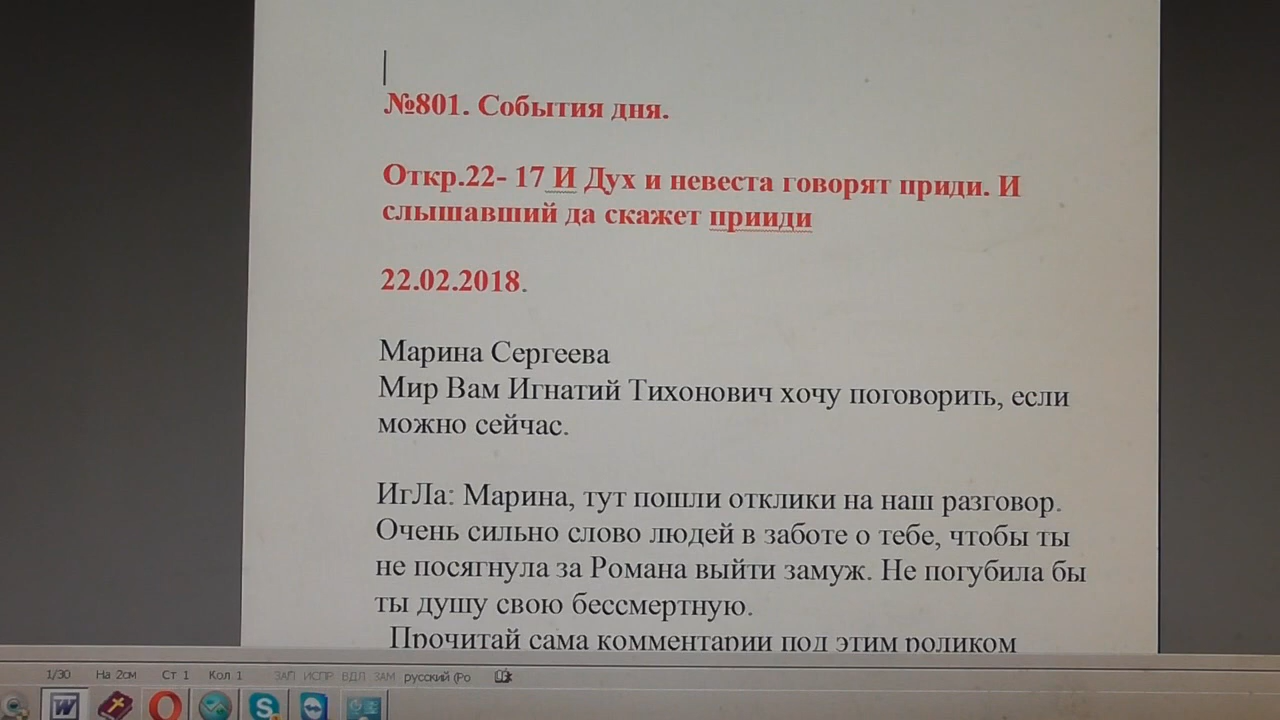 №801. События дня.
Откр.22- 17 И Дух и невеста говорят приди. И
слышавший да скажет прииди
22.02.2018.
Марина Сергеева
Мир Вам Игнатий Тихонович хочу поговорить, если
можно сейчас.
ИгЛа: Марина, тут пошли отклики на наш разговор.
Очень сильно слово людей в заботе о тебе, чтобы ты
не посягнула за Романа выйти замуж. Не погубила бы
ты душу свою бессмертную.
Прочитай сама комментарии под этим роликом
1/30 На 2см Ст 1 Кол 1 ЗАП ИСПР ВДЛ ЗАМ русский (Ро